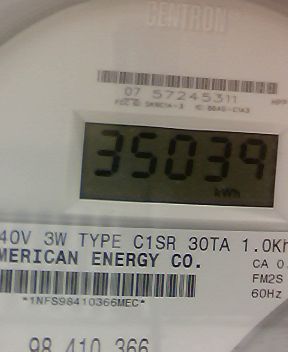 CENTRON
07 57245311
35039
kWh
40V 3W TYPE C1SR 30TA 1.0Kh
MERICAN ENERGY CO.
CA 0.
FM2S
*1NFS98410366MEC*
60Hz
98 410 366